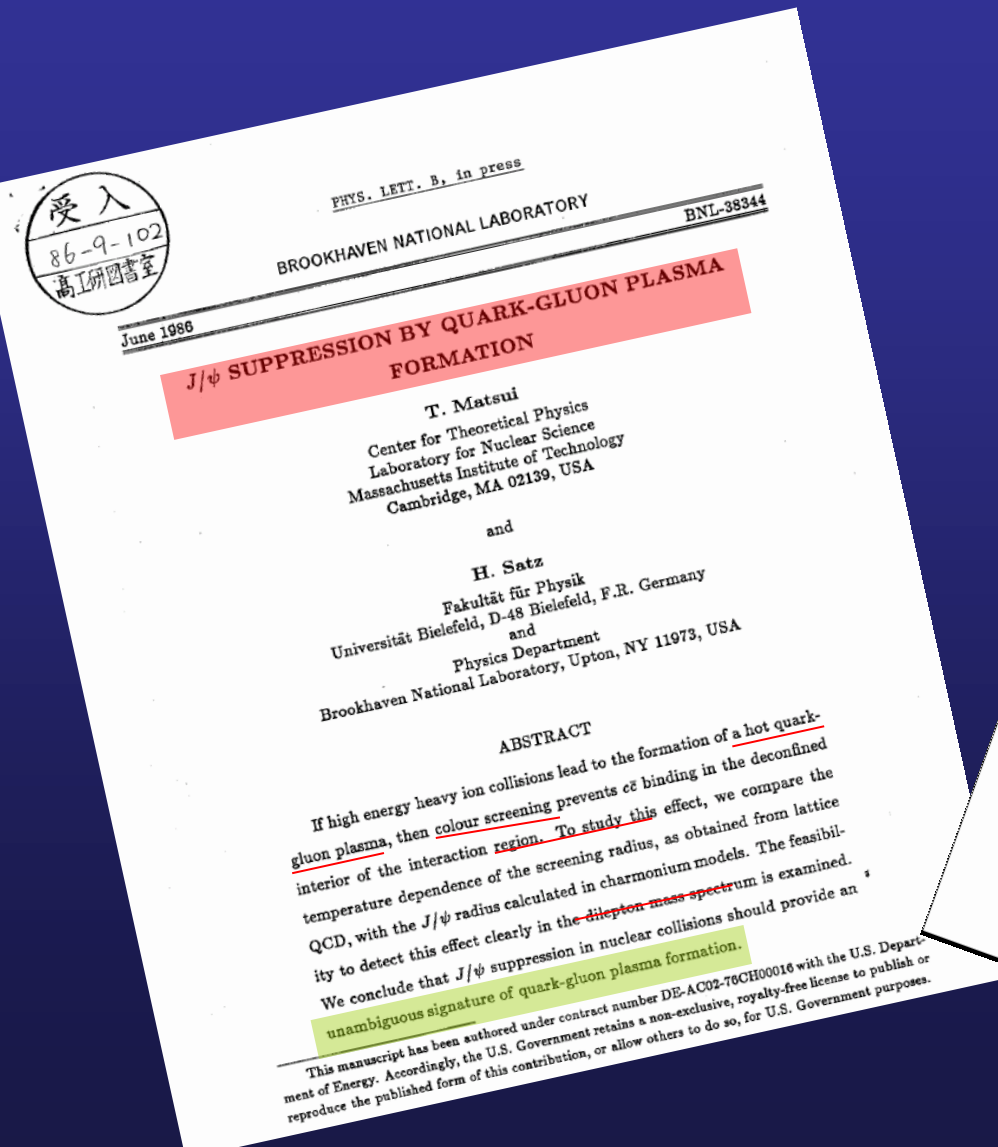 受入
86-9-102
高工研図書室
PHYS. LETT. B, in press
BROOKHAVEN NATIONAL LABORATORY
BNL-38344
June 1986
J/ψ SUPPRESSION BY QUARK-GLUON PLASMA
FORMATION
T. Matsui
Center for Theoretical Physics
Laboratory for Nuclear Science
Massachusetts Institute of Technology
Cambridge, MA 02139, USA
and
H. Satz
Fakultät für Physik
Universität Bielefeld, D-48 Bielefeld, F.R. Germany
and
Physics Department
Brookhaven National Laboratory, Upton, NY 11973, USA
ABSTRACT
If high energy heavy ion collisions lead to the formation of a hot quark-
gluon plasma, then colour screening prevents cc̄ binding in the deconfined
interior of the interaction region. To study this effect, we compare the
temperature dependence of the screening radius, as obtained from lattice
QCD, with the J/ψ radius calculated in charmonium models. The feasibil-
ity to detect this effect clearly in the dilepton mass spectrum is examined.
We conclude that J/ψ suppression in nuclear collisions should provide an
unambiguous signature of quark-gluon plasma formation.
This manuscript has been authored under contract number DE-AC02-76CH00016 with the U.S. Depart-
ment of Energy. Accordingly, the U.S. Government retains a non-exclusive, royalty-free license to publish or
reproduce the published form of this contribution, or allow others to do so, for U.S. Government purposes.